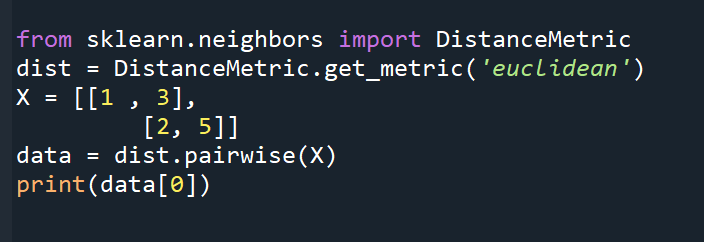 from sklearn.neighbors import DistanceMetric
dist = DistanceMetric.get_metric('euclidean')
X = [[1 , 3],
         [2, 5]]
data = dist.pairwise(X)
print(data[0])